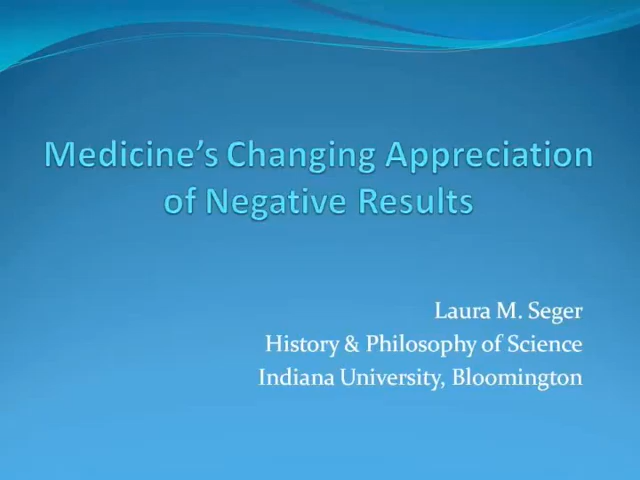 Medicine’s Changing Appreciation
of Negative Results
Laura M. Seger
History & Philosophy of Science
Indiana University, Bloomington